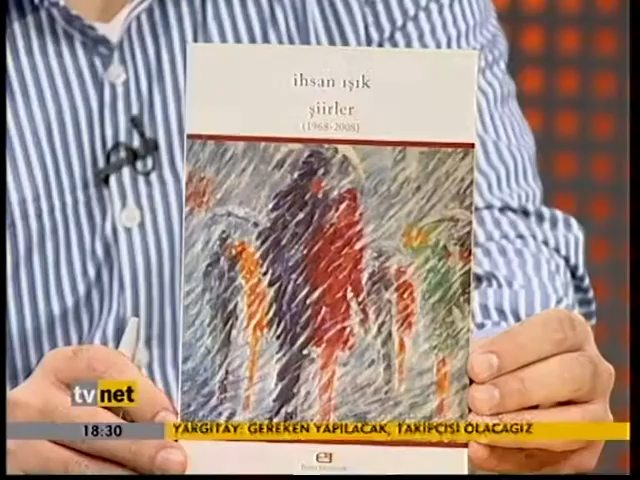 ihsan ışık
şiirler
(1968-2008)
tvnet
18:30 YARGITAY: GEREKEN YAPILACAK, TAKİPÇİSİ OLACAĞIZ